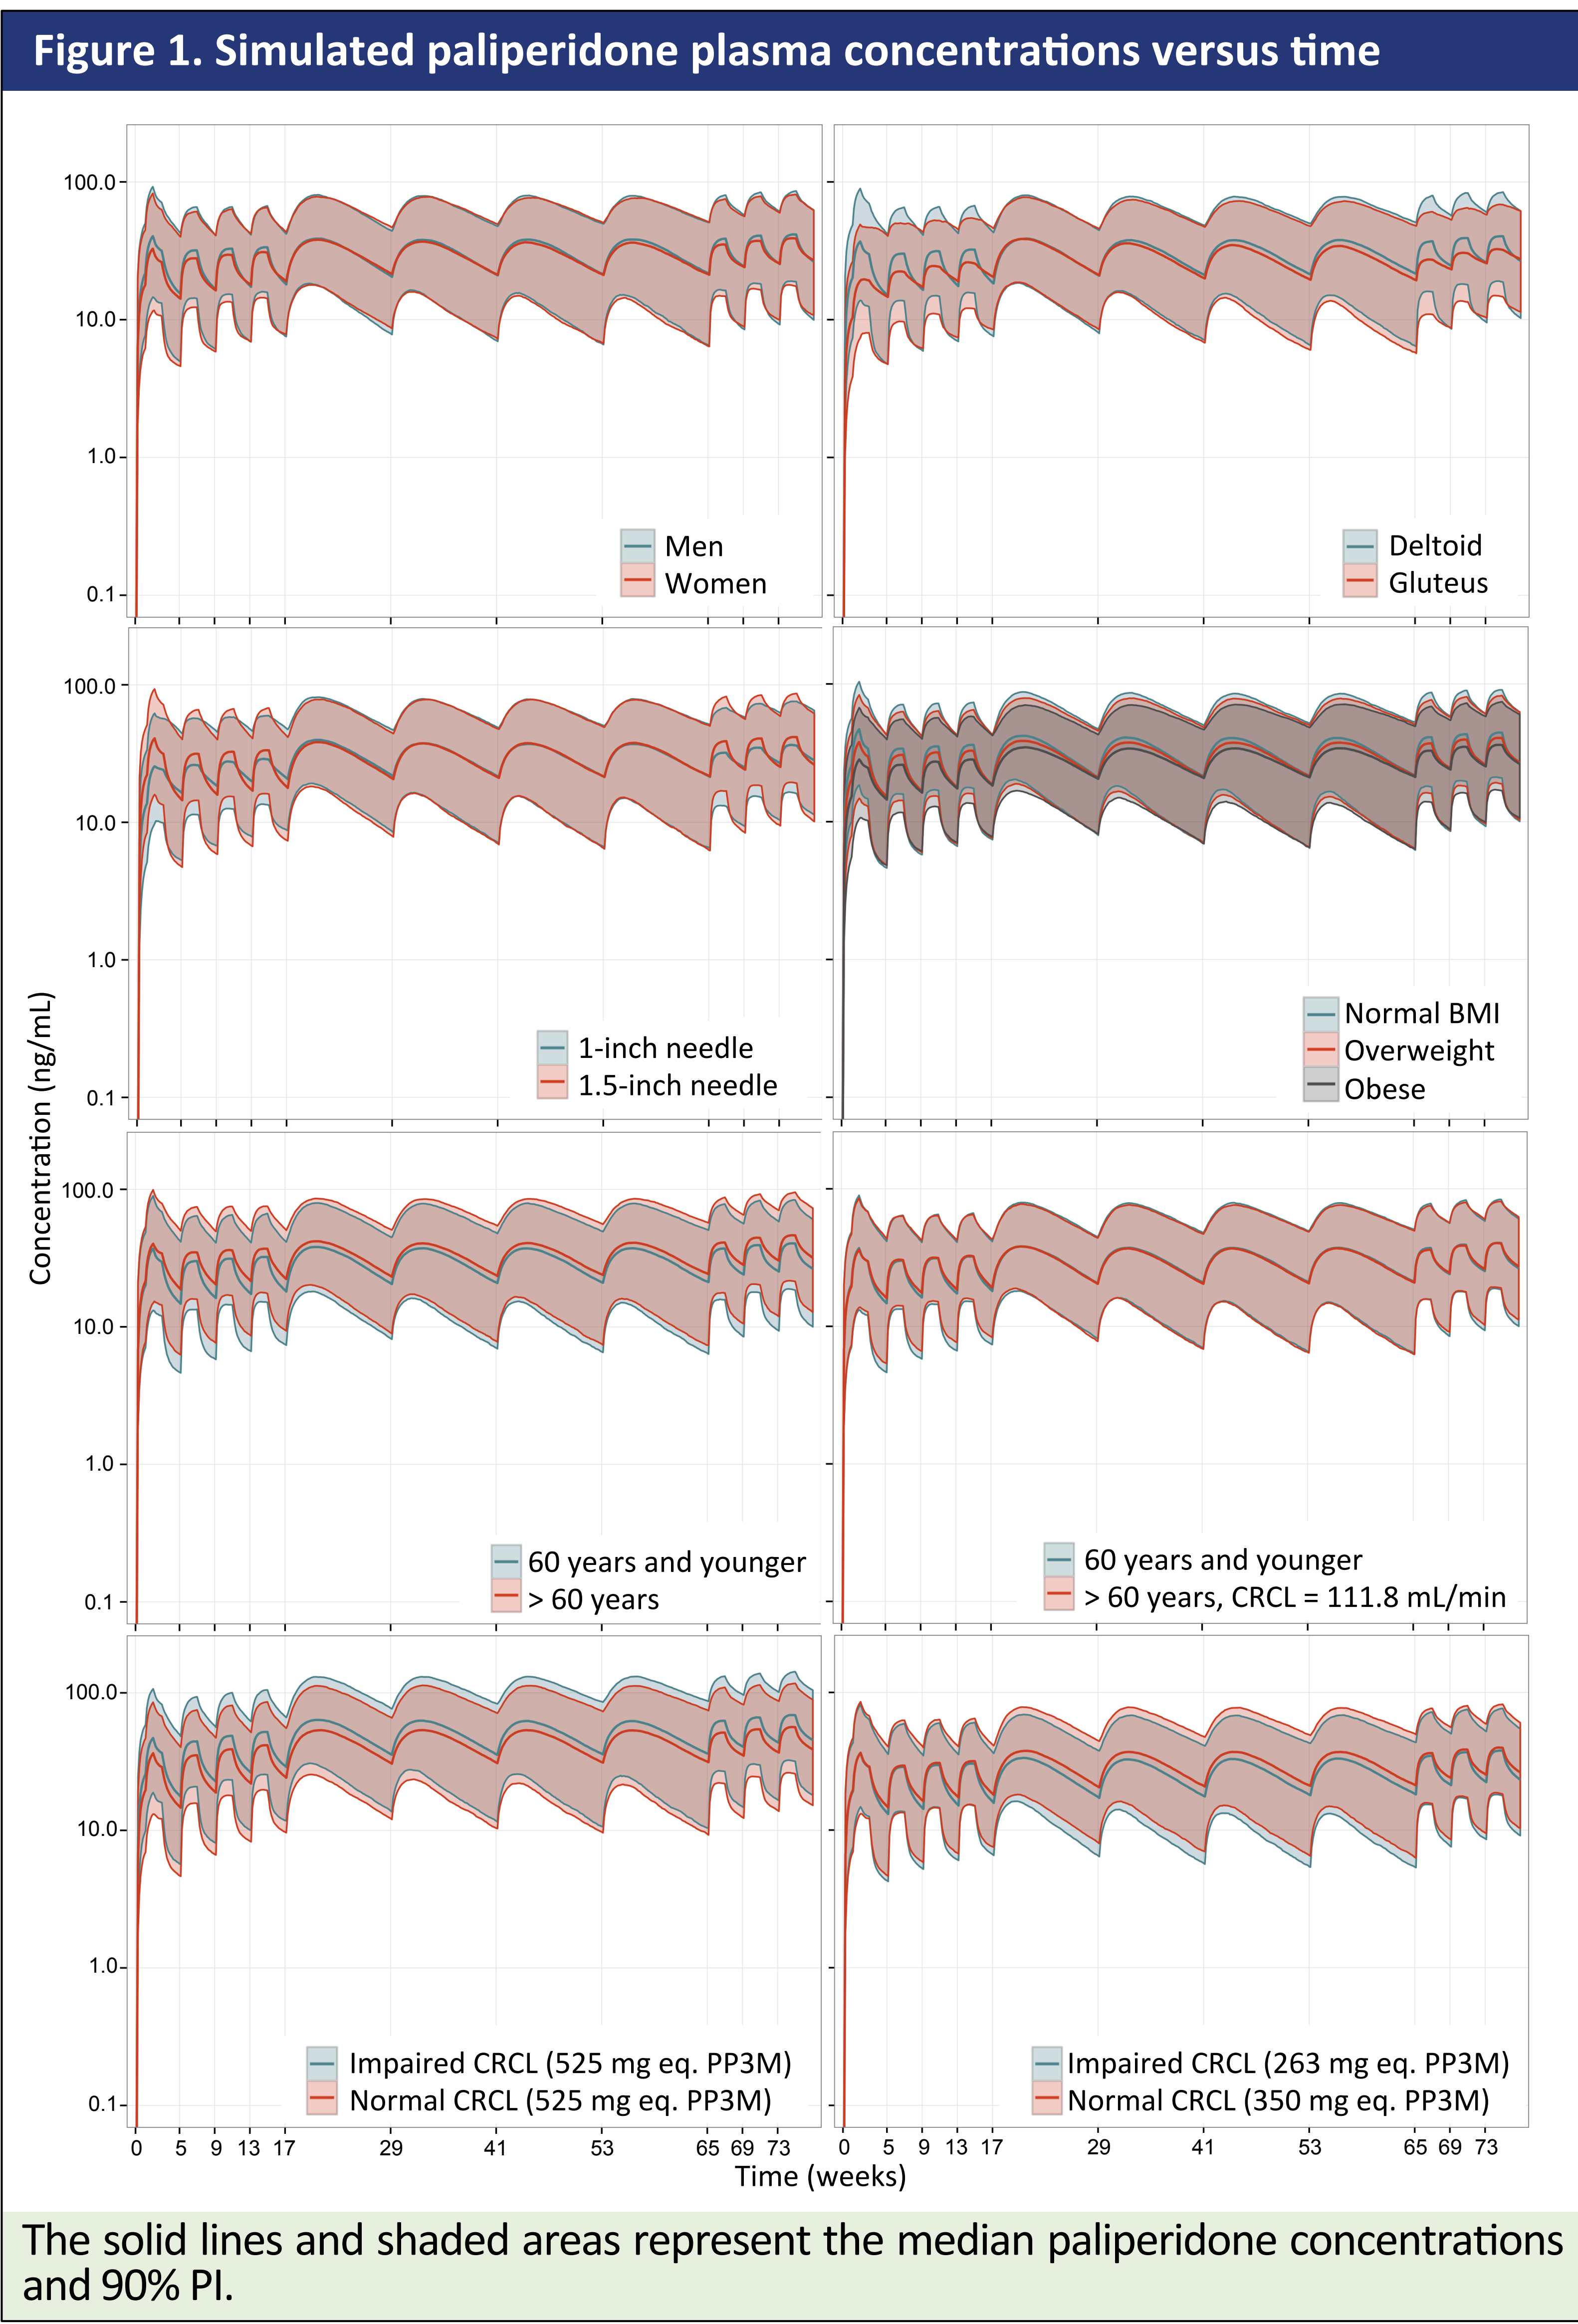 Figure 1. Simulated paliperidone plasma concentrations versus time
100.0
10.0
1.0
0.1
Men
Women
Deltoid
Gluteus
100.0
10.0
1.0
0.1
1-inch needle
1.5-inch needle
Normal BMI
Overweight
Obese
Concentration (ng/mL)
100.0
10.0
1.0
0.1
60 years and younger
> 60 years
60 years and younger
> 60 years, CRCL = 111.8 mL/min
100.0
10.0
1.0
0.1
Impaired CRCL (525 mg eq. PP3M)
Normal CRCL (525 mg eq. PP3M)
Impaired CRCL (263 mg eq. PP3M)
Normal CRCL (350 mg eq. PP3M)
0 5 9 13 17 29 41 53 65 69 73
0 5 9 13 17 29 41 53 65 69 73
Time (weeks)
The solid lines and shaded areas represent the median paliperidone concentrations
and 90% PI.